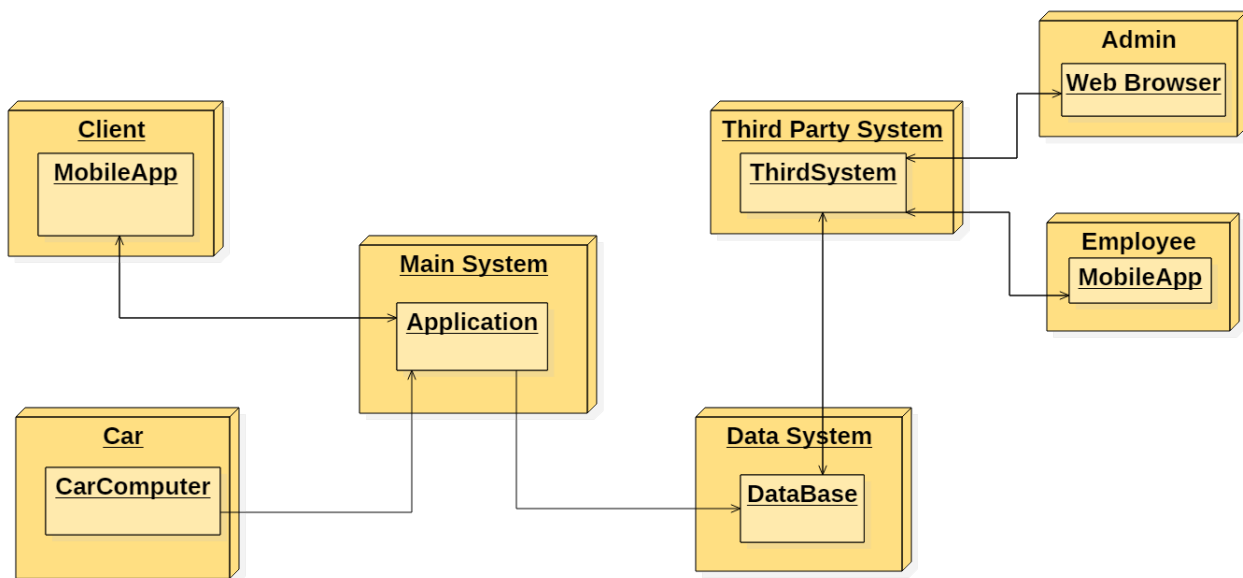 Admin
Web Browser
Client
MobileApp
Third Party System
ThirdSystem
Employee
MobileApp
Main System
Application
Car
CarComputer
Data System
DataBase